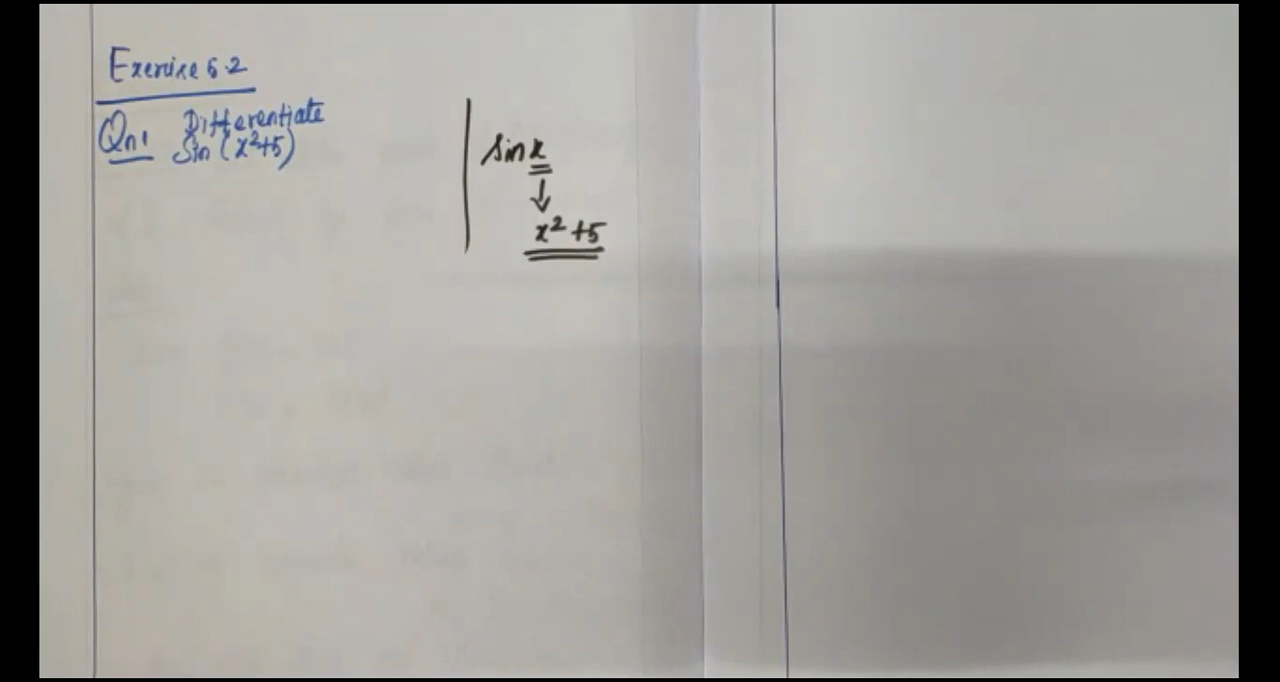 Exercise 5.2
Qn1 Differentiate
Sin (x²+5)
sin x
↓
x² +5